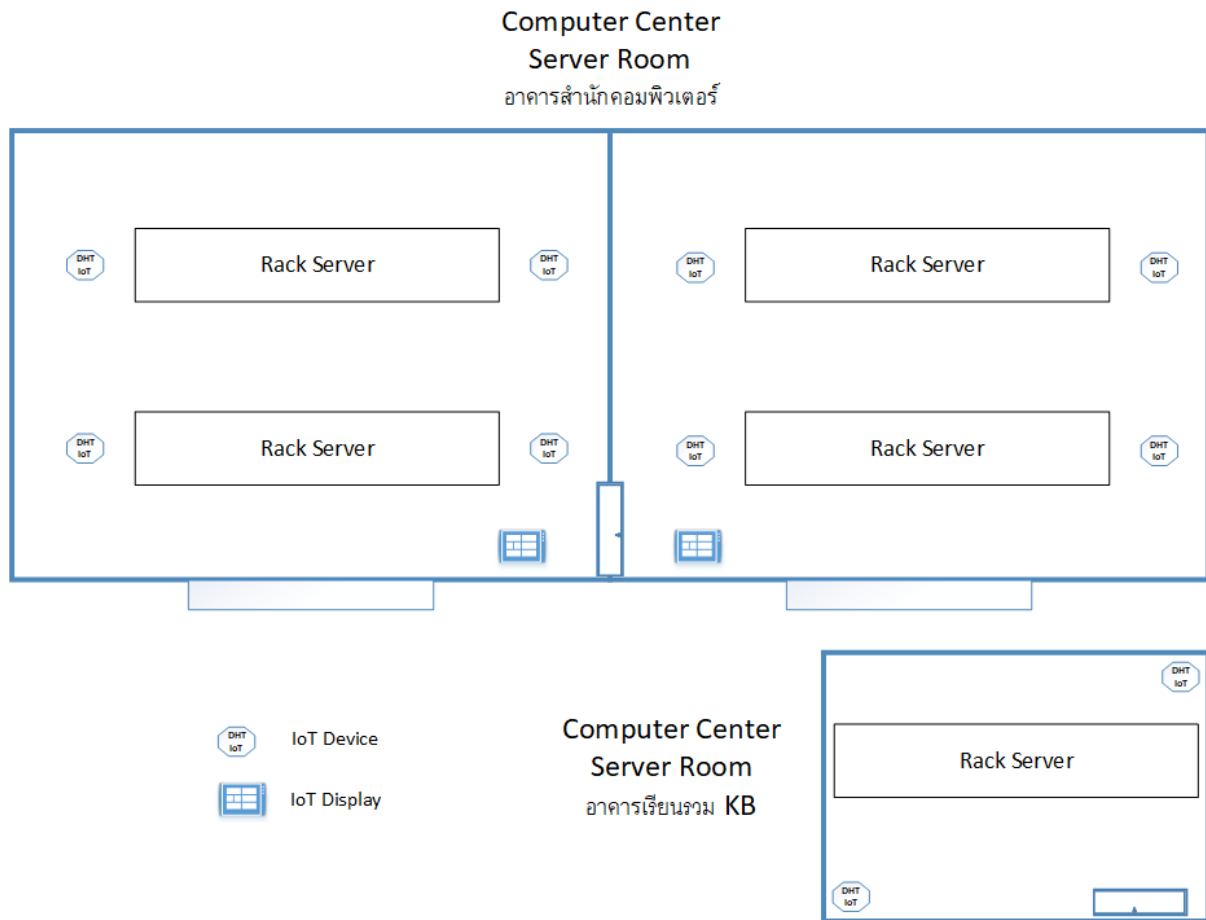 Computer Center
Server Room
อาคารสำนักคอมพิวเตอร์
DHT
IoT
Rack Server
DHT
IoT
DHT
IoT
Rack Server
DHT
IoT
DHT
IoT
Rack Server
DHT
IoT
DHT
IoT
Rack Server
DHT
IoT
DHT
IoT
IoT Device
IoT Display
Computer Center
Server Room
อาคารเรียนรวม KB
DHT
IoT
Rack Server
DHT
IoT